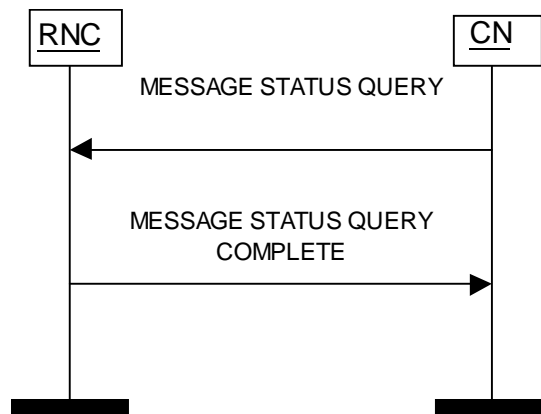 RNC
CN
MESSAGE STATUS QUERY
MESSAGE STATUS QUERY
COMPLETE